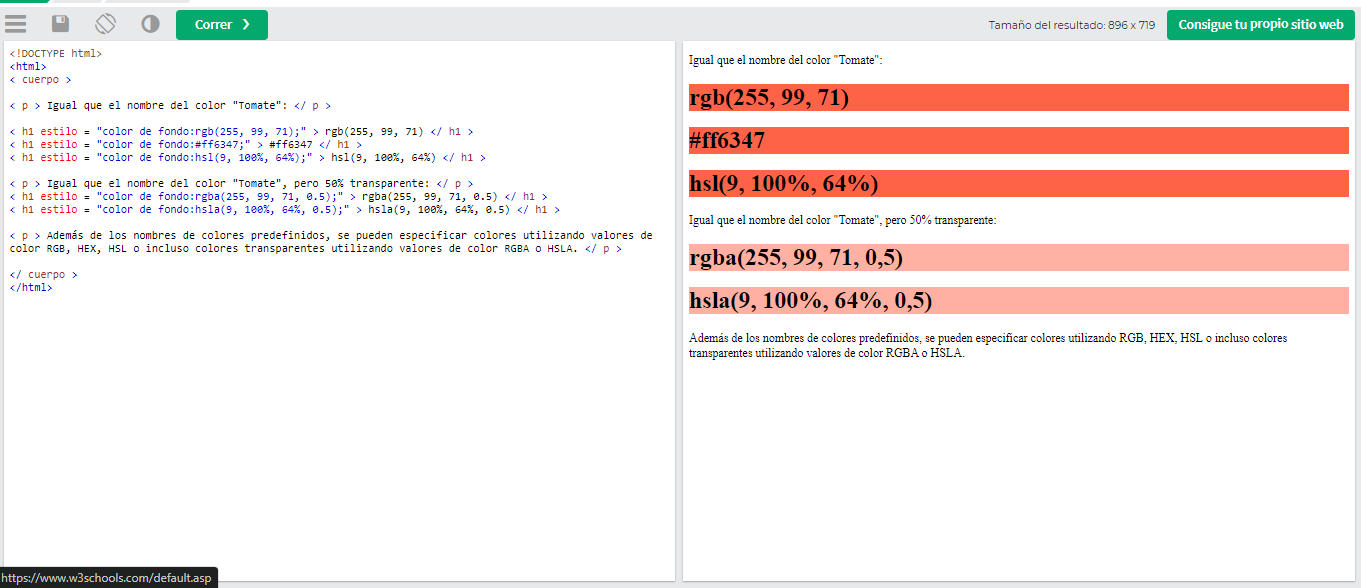 Correr ❯
Tamaño del resultado: 896 x 719
Consigue tu propio sitio web
<!DOCTYPE html>
<html>
< cuerpo >
< p > Igual que el nombre del color "Tomate": </ p >
< h1 estilo = "color de fondo:rgb(255, 99, 71);" > rgb(255, 99, 71) </ h1 >
< h1 estilo = "color de fondo:#ff6347;" > #ff6347 </ h1 >
< h1 estilo = "color de fondo:hsl(9, 100%, 64%);" > hsl(9, 100%, 64%) </ h1 >
< p > Igual que el nombre del color "Tomate", pero 50% transparente: </ p >
< h1 estilo = "color de fondo:rgba(255, 99, 71, 0.5);" > rgba(255, 99, 71, 0.5) </ h1 >
< h1 estilo = "color de fondo:hsla(9, 100%, 64%, 0.5);" > hsla(9, 100%, 64%, 0.5) </ h1 >
< p > Además de los nombres de colores predefinidos, se pueden especificar colores utilizando valores de
color RGB, HEX, HSL o incluso colores transparentes utilizando valores de color RGBA o HSLA. </ p >
</ cuerpo >
</html>
Igual que el nombre del color "Tomate":
rgb(255, 99, 71)
#ff6347
hsl(9, 100%, 64%)
Igual que el nombre del color "Tomate", pero 50% transparente:
rgba(255, 99, 71, 0,5)
hsla(9, 100%, 64%, 0,5)
Además de los nombres de colores predefinidos, se pueden especificar colores utilizando RGB, HEX, HSL o incluso colores
transparentes utilizando valores de color RGBA o HSLA.
https://www.w3schools.com/default.asp